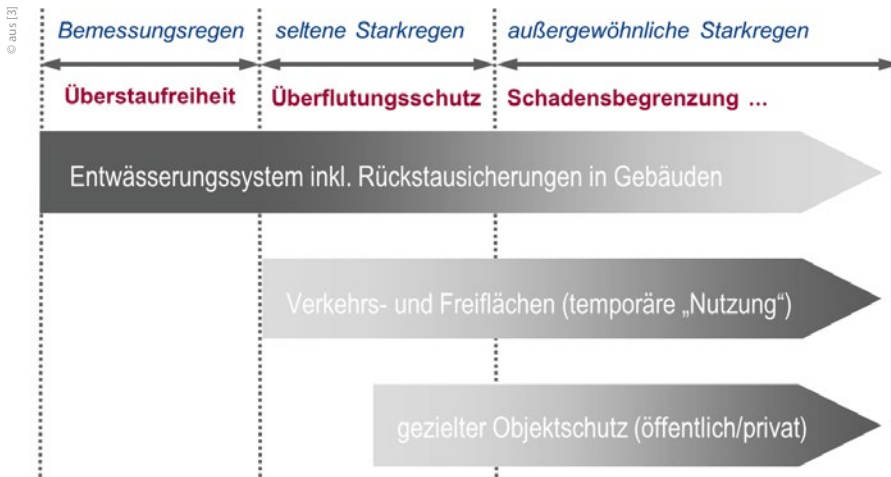 © aus [3]
Bemessungsregen seltene Starkregen außergewöhnliche Starkregen
Überstaufreiheit Überflutungsschutz Schadensbegrenzung ...
Entwässerungssystem inkl. Rückstausicherungen in Gebäuden
Verkehrs- und Freiflächen (temporäre „Nutzung“)
gezielter Objektschutz (öffentlich/privat)